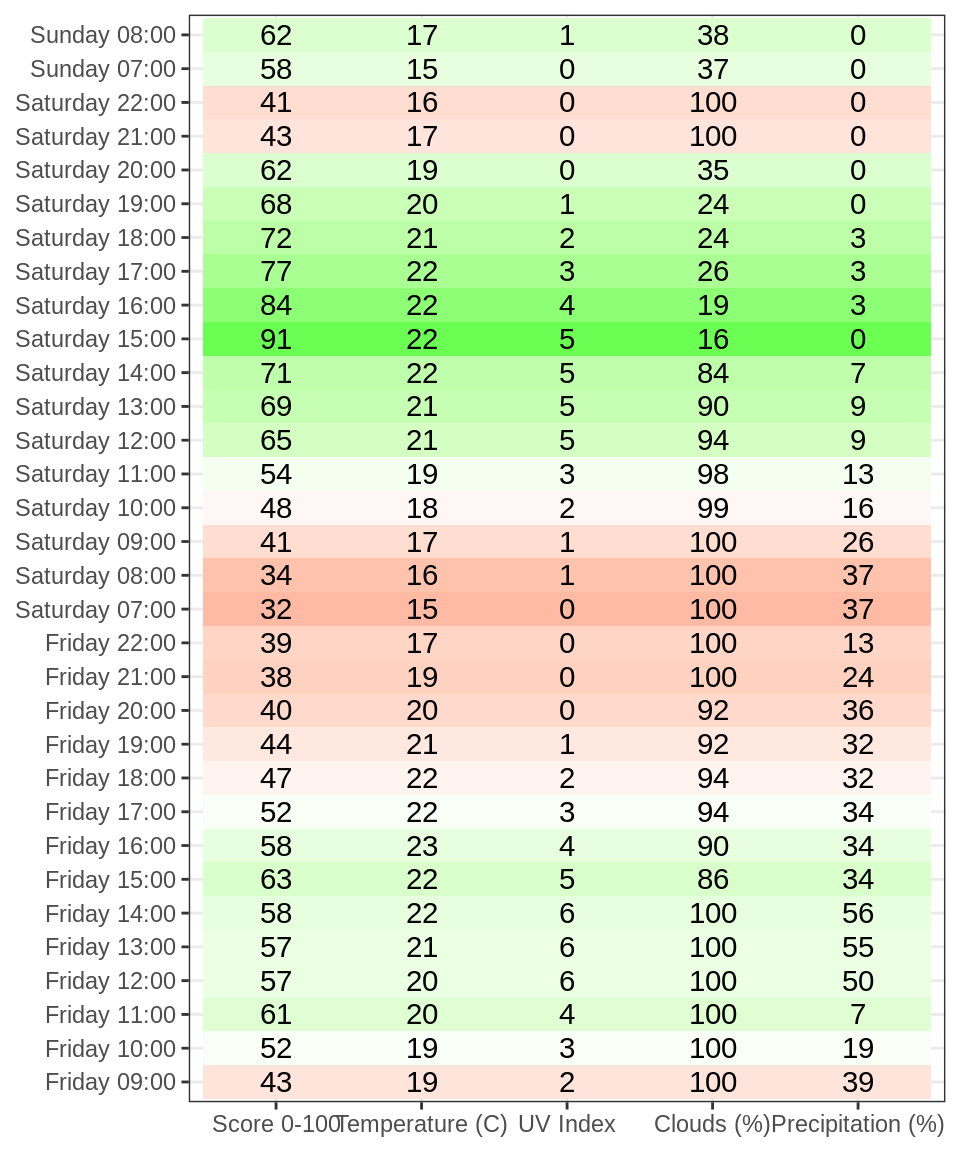 Sunday 08:00 62 17 1 38 0
Sunday 07:00 58 15 0 37 0
Saturday 22:00 41 16 0 100 0
Saturday 21:00 43 17 0 100 0
Saturday 20:00 62 19 0 35 0
Saturday 19:00 68 20 1 24 0
Saturday 18:00 72 21 2 24 3
Saturday 17:00 77 22 3 26 3
Saturday 16:00 84 22 4 19 3
Saturday 15:00 91 22 5 16 0
Saturday 14:00 71 22 5 84 7
Saturday 13:00 69 21 5 90 9
Saturday 12:00 65 21 5 94 9
Saturday 11:00 54 19 3 98 13
Saturday 10:00 48 18 2 99 16
Saturday 09:00 41 17 1 100 26
Saturday 08:00 34 16 1 100 37
Saturday 07:00 32 15 0 100 37
Friday 22:00 39 17 0 100 13
Friday 21:00 38 19 0 100 24
Friday 20:00 40 20 0 92 36
Friday 19:00 44 21 1 92 32
Friday 18:00 47 22 2 94 32
Friday 17:00 52 22 3 94 34
Friday 16:00 58 23 4 90 34
Friday 15:00 63 22 5 86 34
Friday 14:00 58 22 6 100 56
Friday 13:00 57 21 6 100 55
Friday 12:00 57 20 6 100 50
Friday 11:00 61 20 4 100 7
Friday 10:00 52 19 3 100 19
Friday 09:00 43 19 2 100 39
Score 0-100 Temperature (C) UV Index Clouds (%) Precipitation (%)